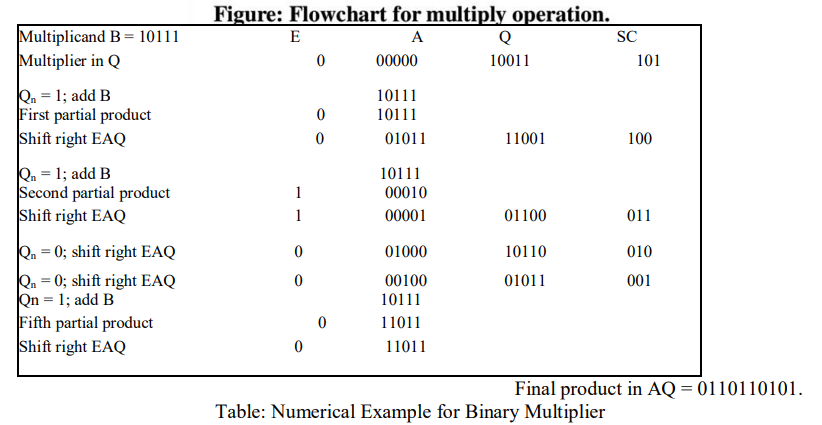 Figure: Flowchart for multiply operation.
Multiplicand B = 10111 E A Q SC
Multiplier in Q 0 00000 10011 101
Qn = 1; add B 10111
First partial product 0 10111
Shift right EAQ 0 01011 11001 100
Qn = 1; add B 10111
Second partial product 1 00010
Shift right EAQ 1 00001 01100 011
Qn = 0; shift right EAQ 0 01000 10110 010
Qn = 0; shift right EAQ 0 00100 01011 001
Qn = 1; add B 10111
Fifth partial product 0 11011
Shift right EAQ 0 11011
Final product in AQ = 0110110101.
Table: Numerical Example for Binary Multiplier